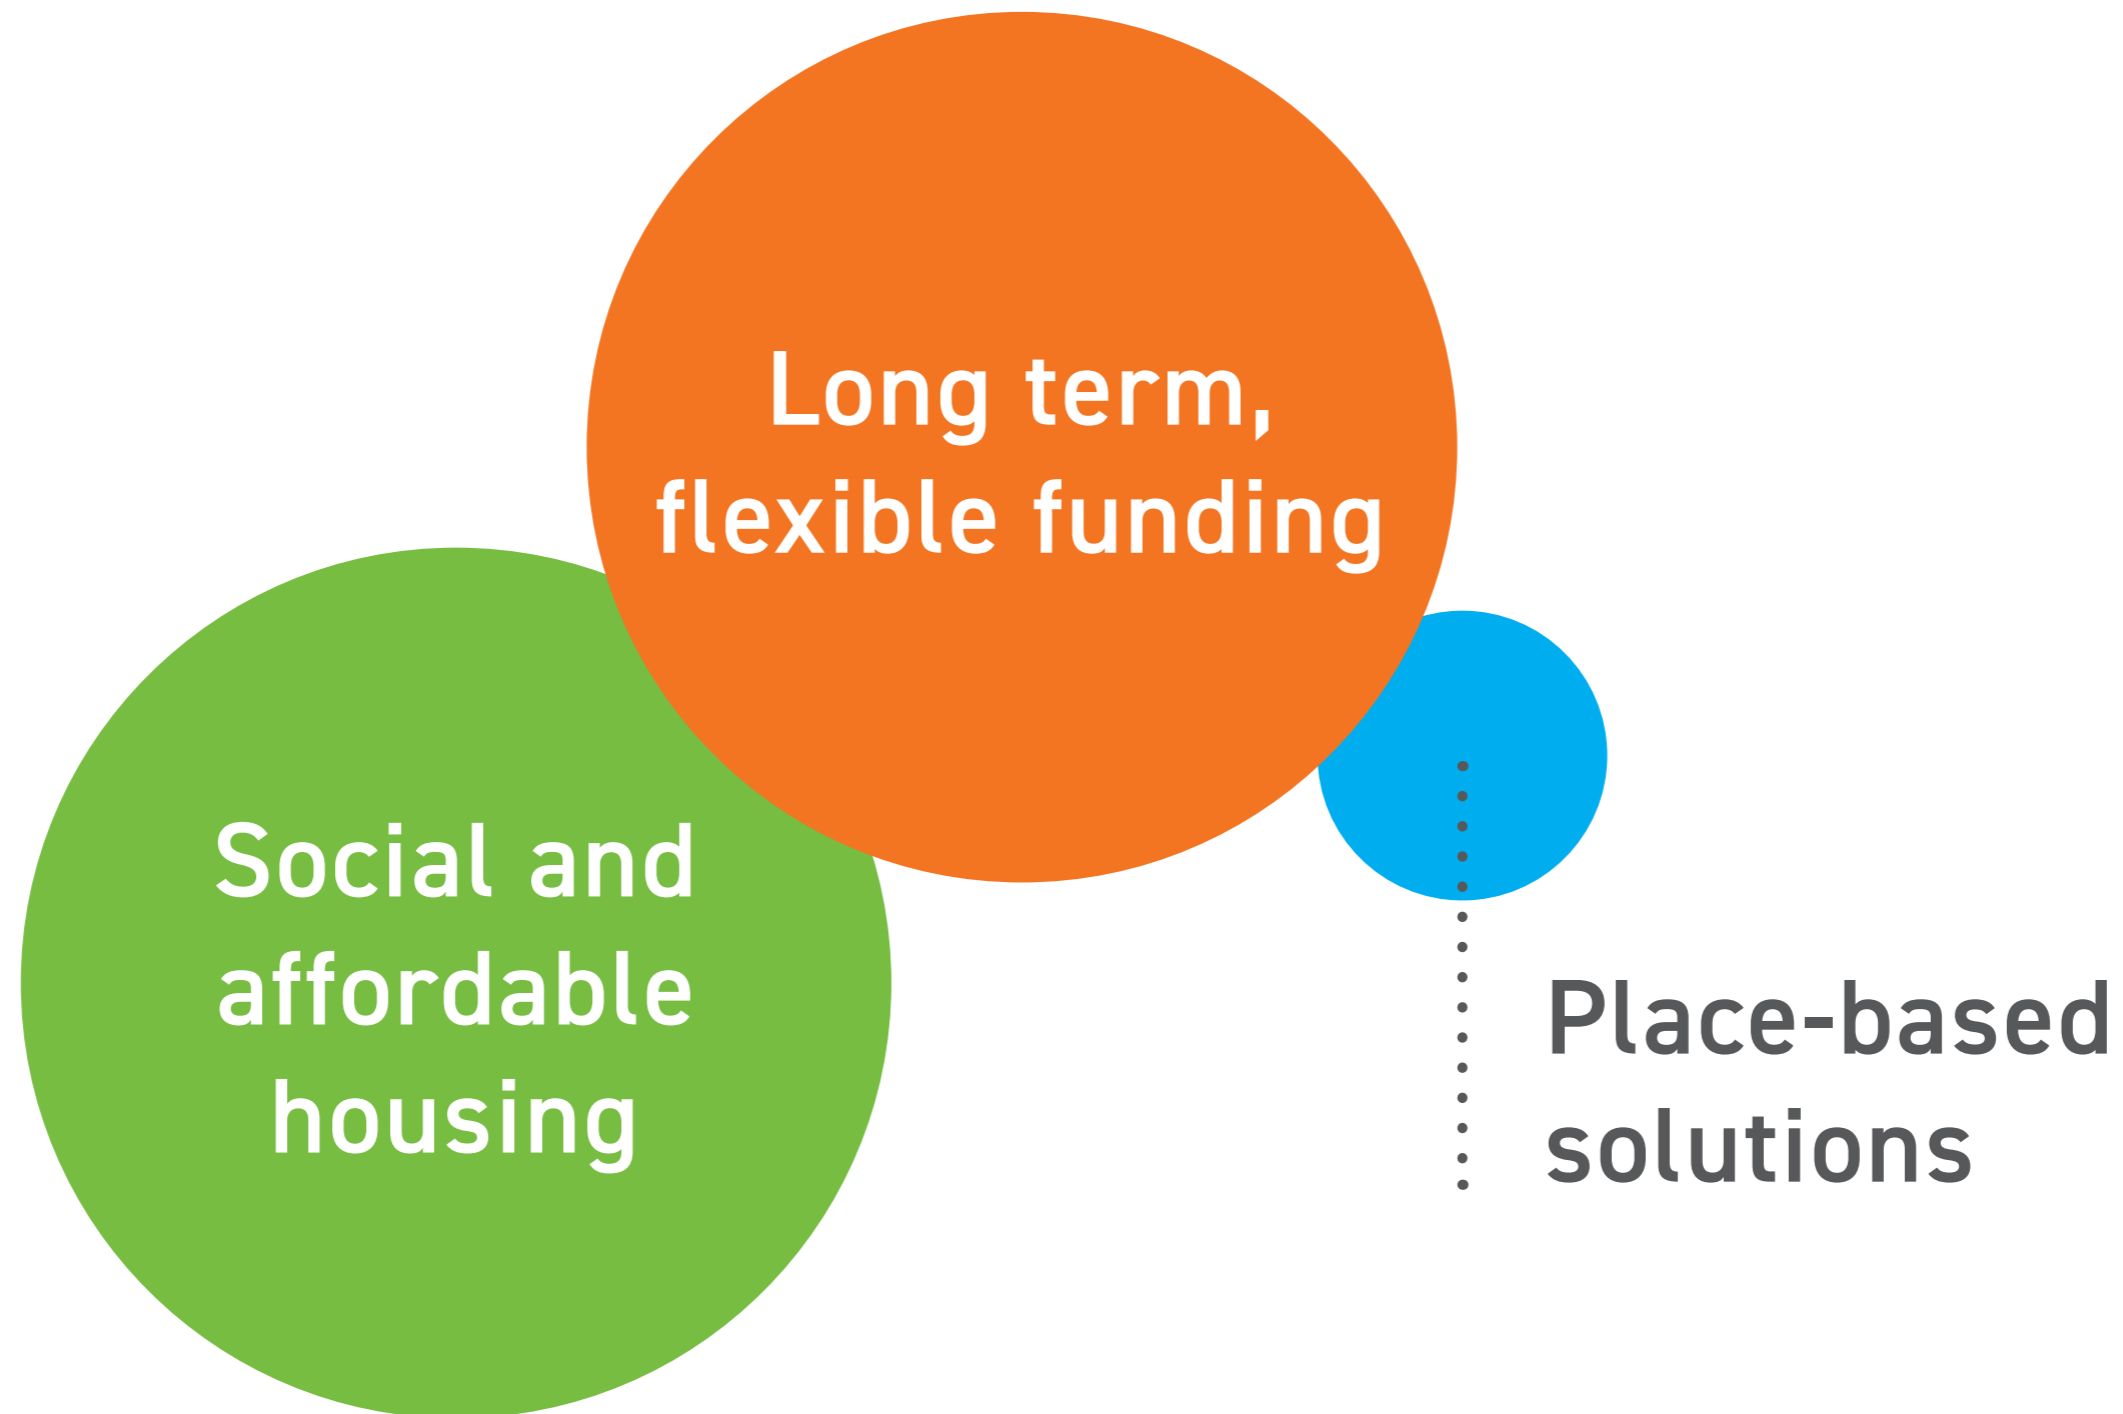 Long term,
flexible funding
Social and
affordable
housing
Place-based
solutions